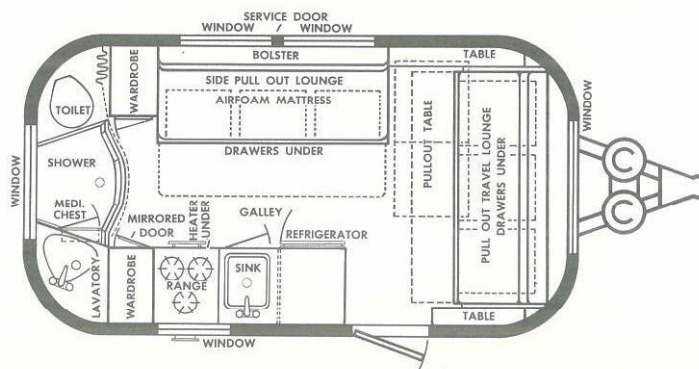 SERVICE DOOR
WINDOW / WINDOW
BOLSTER
TABLE
WARDROBE
SIDE PULL OUT LOUNGE
AIRFOAM MATTRESS
TOILET
DRAWERS UNDER
PULLOUT TABLE
PULL OUT TRAVEL LOUNGE
DRAWERS UNDER
WINDOW
WINDOW
SHOWER
MEDI.
CHEST
MIRRORED
DOOR
HEATER
UNDER
GALLEY
REFRIGERATOR
LAVATORY
WARDROBE
RANGE
SINK
TABLE
WINDOW